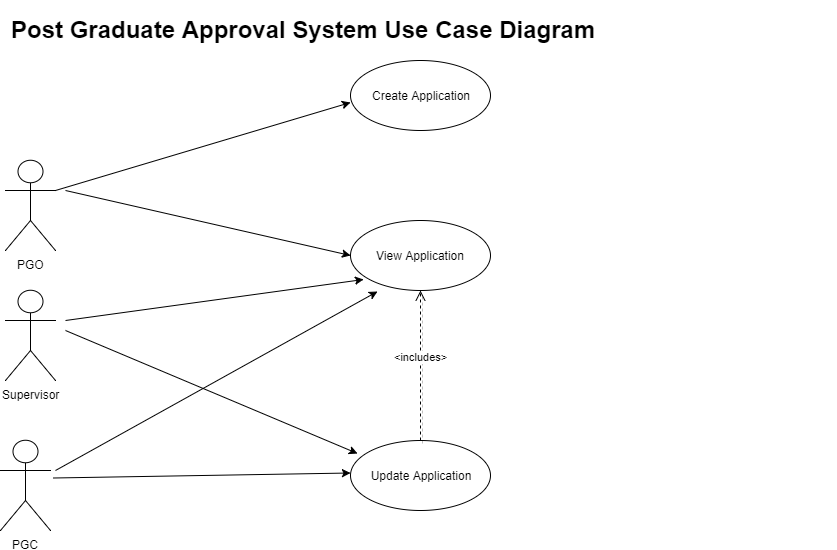 Post Graduate Approval System Use Case Diagram
Create Application
PGO
View Application
Supervisor
<includes>
Update Application
PGC